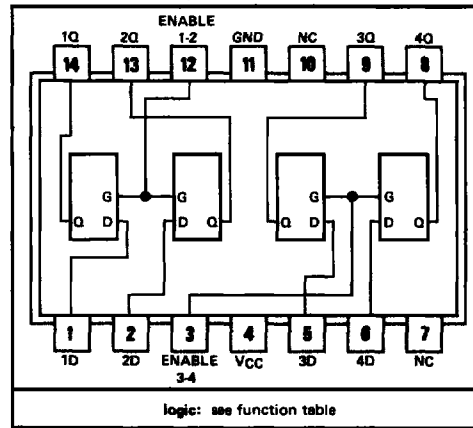 ENABLE
1Q 2Q 1-2 GND NC 3Q 4Q
14 13 12 11 10 9 8
G G G G
Q D D Q Q D D Q
1 2 3 4 5 6 7
1D 2D ENABLE VCC 3D 4D NC
3-4
logic: see function table